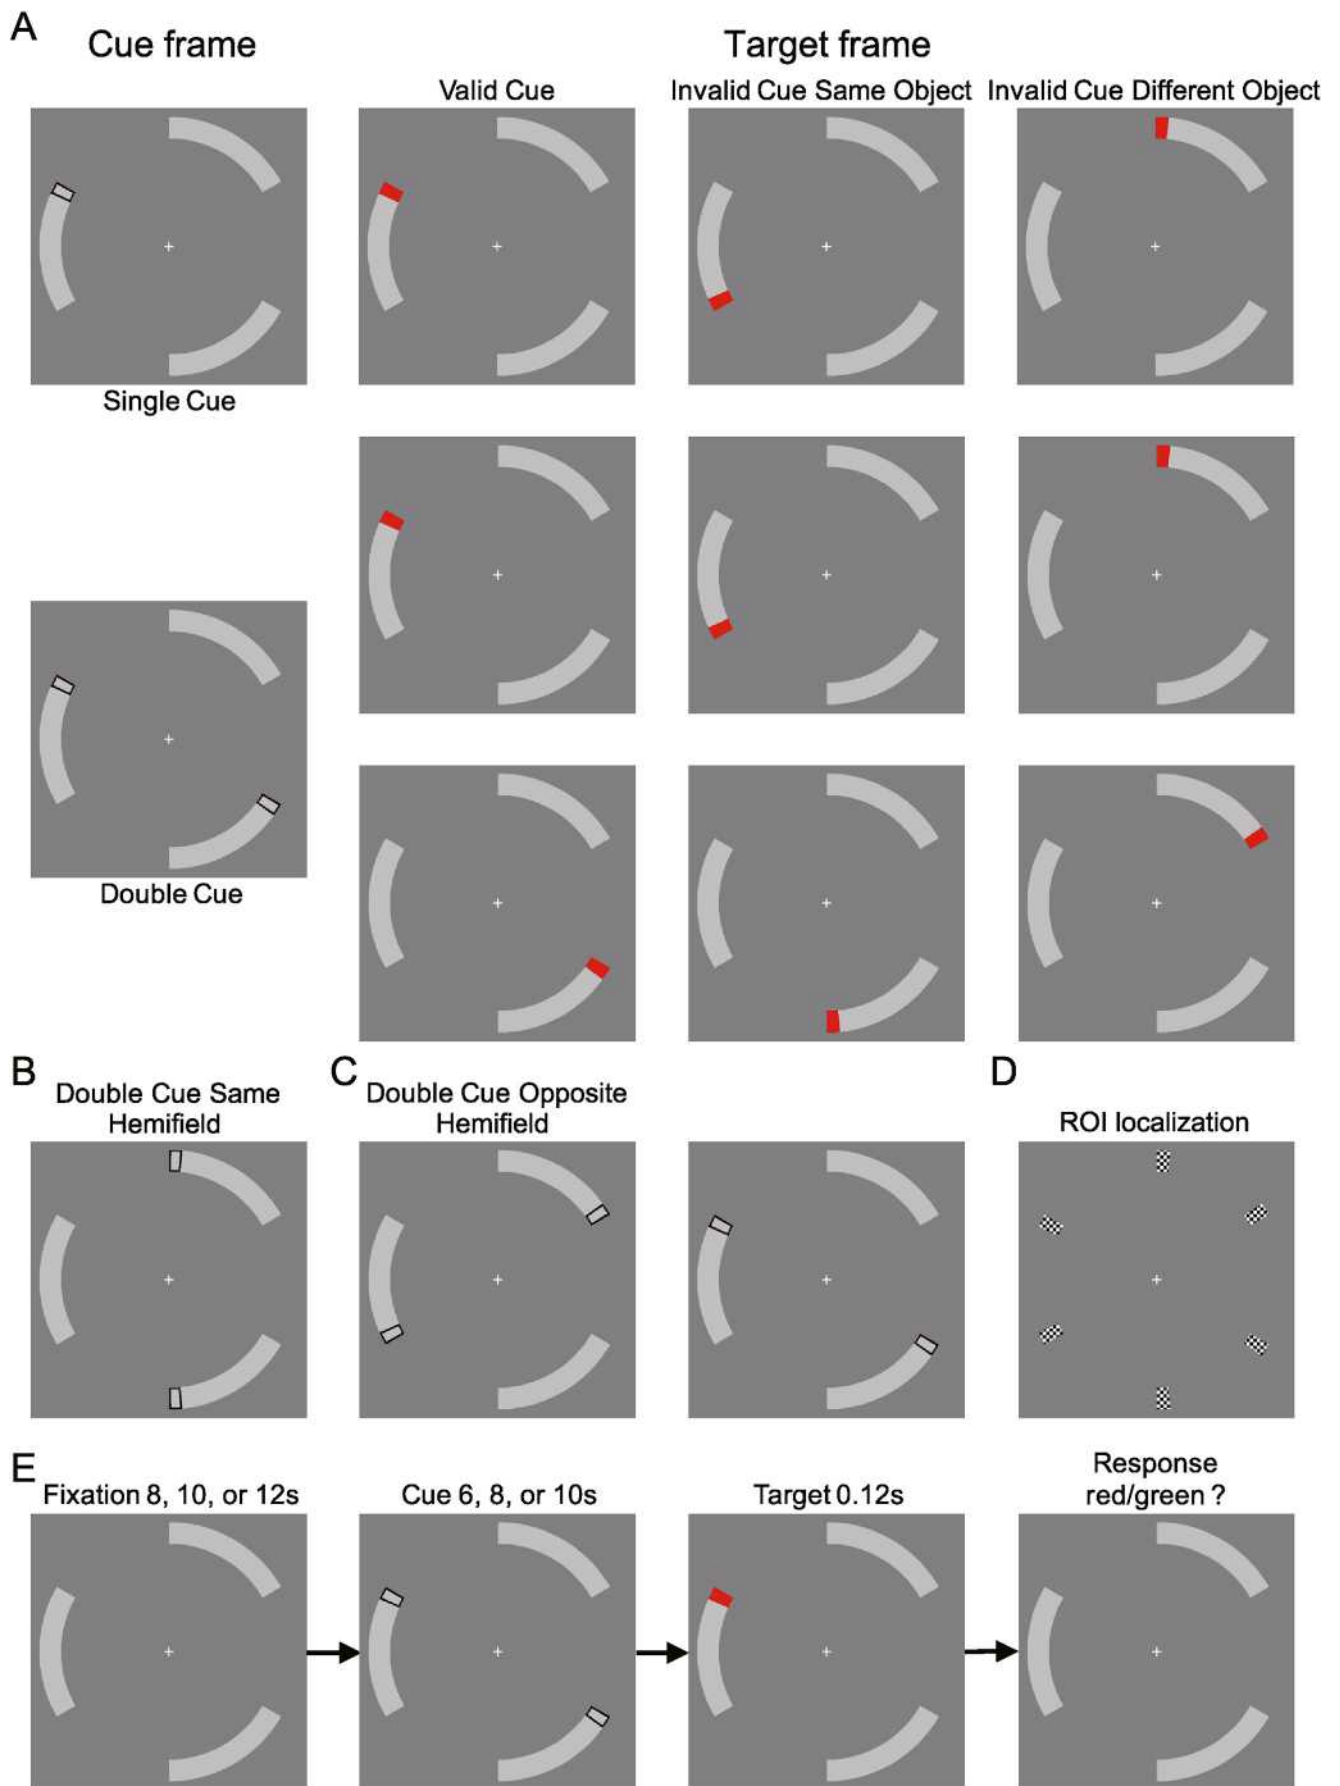 A
Cue frame
Target frame
Valid Cue
Invalid Cue Same Object
Invalid Cue Different Object
Single Cue
Double Cue
B
Double Cue Same
Hemifield
C
Double Cue Opposite
Hemifield
D
ROI localization
E
Fixation 8, 10, or 12s
Cue 6, 8, or 10s
Target 0.12s
Response
red/green ?